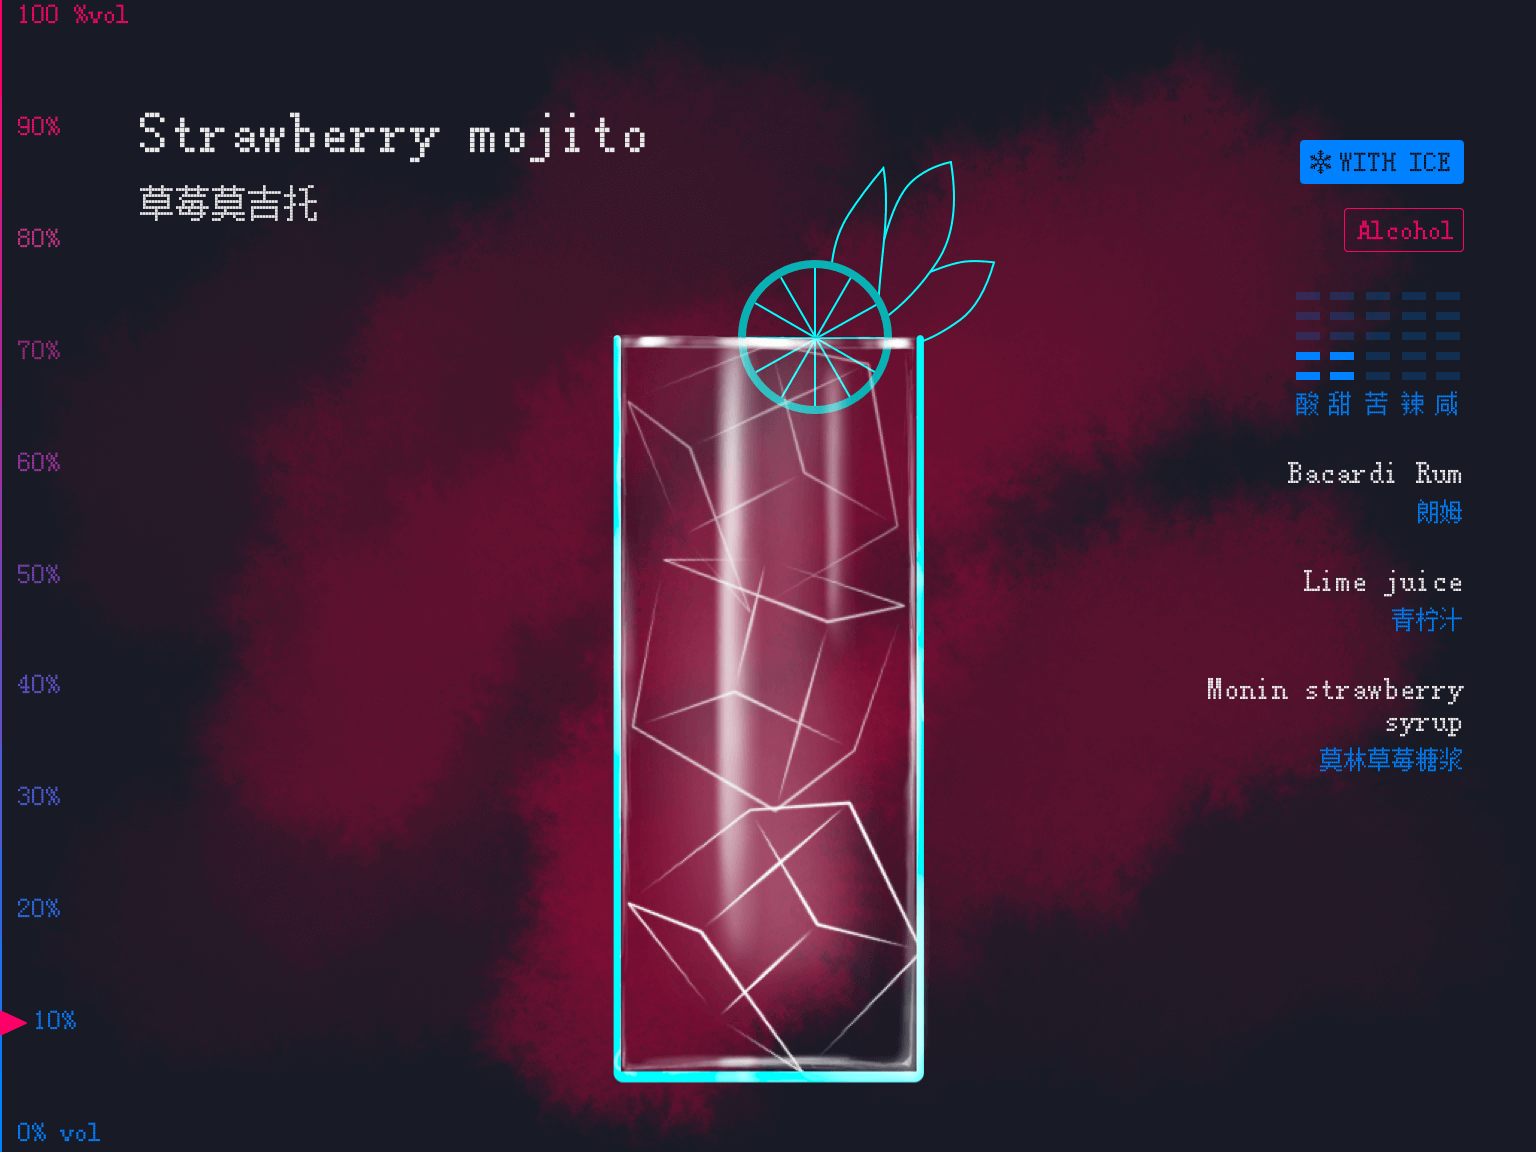 100 %vol
90%
80%
70%
60%
50%
40%
30%
20%
10%
0% vol
Strawberry mojito
草莓莫吉托
WITH ICE
Alcohol
酸 甜 苦 辣 咸
Bacardi Rum
朗姆
Lime juice
青柠汁
Monin strawberry
syrup
莫林草莓糖浆